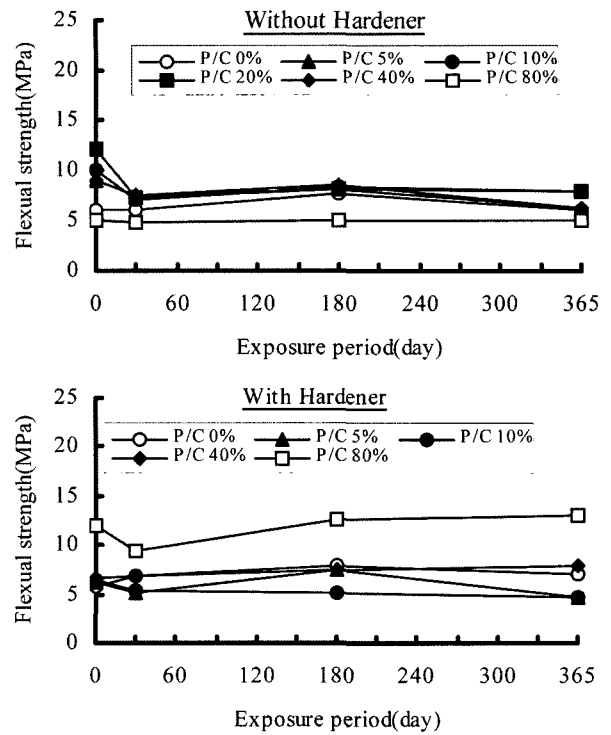 Without Hardener
P/C 0% P/C 5% P/C 10%
P/C 20% P/C 40% P/C 80%
Flexual strength(MPa)
25
20
15
10
5
0
0 60 120 180 240 300 365
Exposure period(day)
With Hardener
P/C 0% P/C 5% P/C 10%
P/C 40% P/C 80%
Flexual strength(MPa)
25
20
15
10
5
0
0 60 120 180 240 300 365
Exposure period(day)